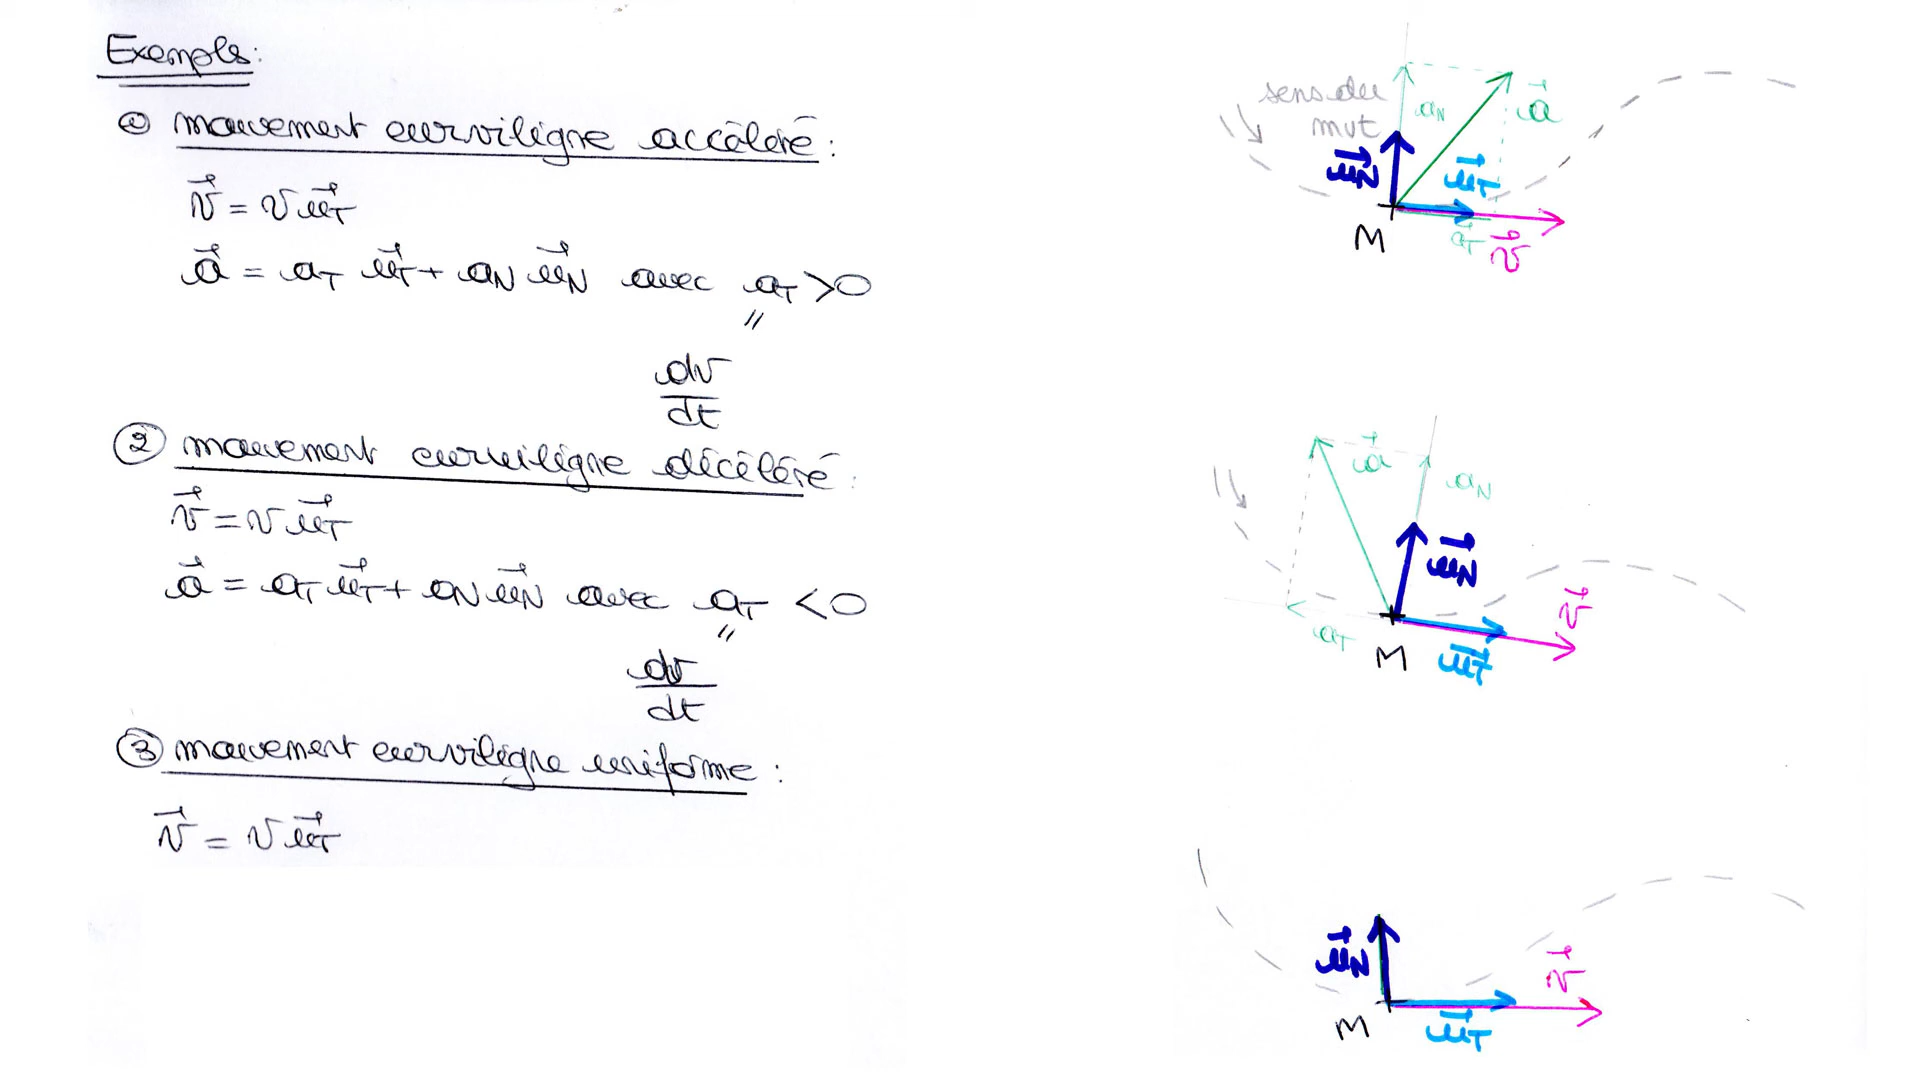 Exemple:
① mouvement curviligne accéléré:
v⃗ = v u⃗T
a⃗ = aT u⃗T + aN u⃗N avec aT > 0
"
dv
dt
② mouvement curviligne décéléré:
v⃗ = v u⃗T
a⃗ = aT u⃗T + aN u⃗N avec aT < 0
"
dv
dt
③ mouvement curviligne uniforme:
v⃗ = v u⃗T
sens du
mvt
aN
a⃗
u⃗N
u⃗T
M
aT
v⃗
a⃗
aN
u⃗N
v⃗
aT
M
u⃗T
u⃗N
v⃗
M
u⃗T